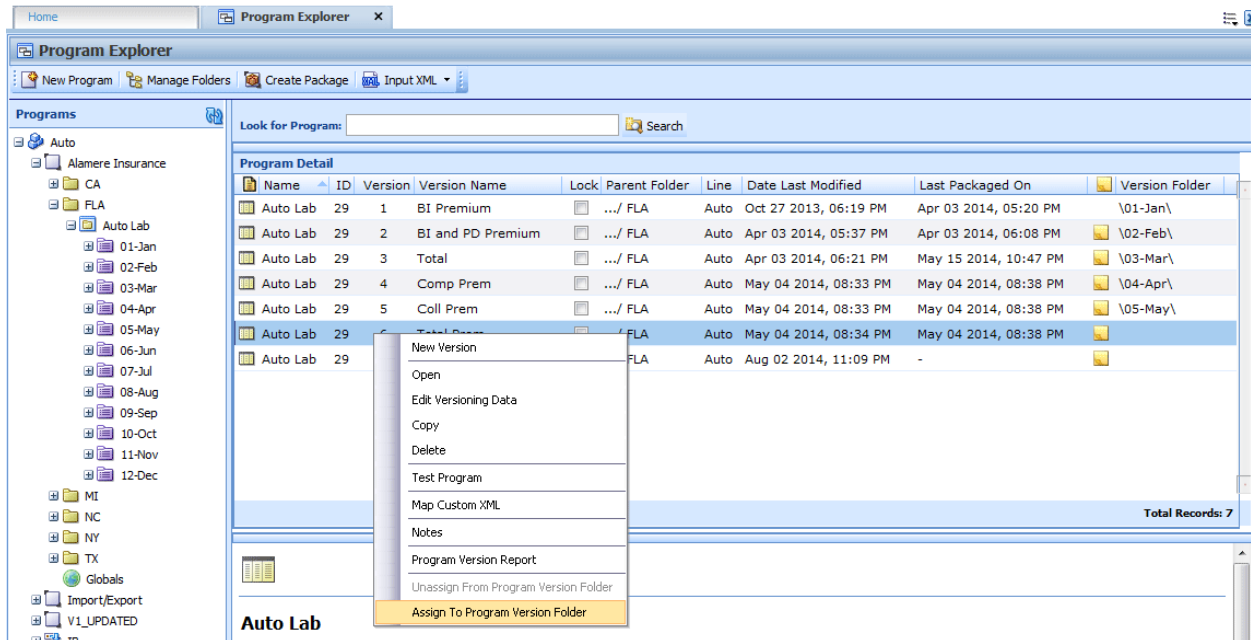 Home
Program Explorer ×
Program Explorer
New Program Manage Folders Create Package Input XML
Programs
Look for Program: Search
Auto
Alamere Insurance
CA
FLA
Auto Lab
01-Jan
02-Feb
03-Mar
04-Apr
05-May
06-Jun
07-Jul
08-Aug
09-Sep
10-Oct
11-Nov
12-Dec
MI
NC
NY
TX
Globals
Import/Export
V1_UPDATED
Program Detail
Name ID Version Version Name Lock Parent Folder Line Date Last Modified Last Packaged On Version Folder
Auto Lab 29 1 BI Premium .../ FLA Auto Oct 27 2013, 06:19 PM Apr 03 2014, 05:20 PM \01-Jan\
Auto Lab 29 2 BI and PD Premium .../ FLA Auto Apr 03 2014, 05:37 PM Apr 03 2014, 06:08 PM \02-Feb\
Auto Lab 29 3 Total .../ FLA Auto Apr 03 2014, 06:21 PM May 15 2014, 10:47 PM \03-Mar\
Auto Lab 29 4 Comp Prem .../ FLA Auto May 04 2014, 08:33 PM May 04 2014, 08:38 PM \04-Apr\
Auto Lab 29 5 Coll Prem .../ FLA Auto May 04 2014, 08:33 PM May 04 2014, 08:38 PM \05-May\
Auto Lab 29 6 Total Prem / FLA Auto May 04 2014, 08:34 PM May 04 2014, 08:38 PM
Auto Lab 29 FLA Auto Aug 02 2014, 11:09 PM -
New Version
Open
Edit Versioning Data
Copy
Delete
Test Program
Map Custom XML
Notes
Program Version Report
Unassign From Program Version Folder
Assign To Program Version Folder
Total Records: 7
Auto Lab